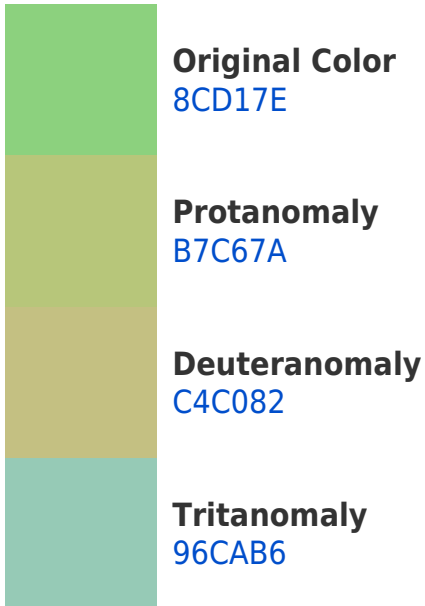 Original Color
8CD17E
Protanomaly
B7C67A
Deuteranomaly
C4C082
Tritanomaly
96CAB6